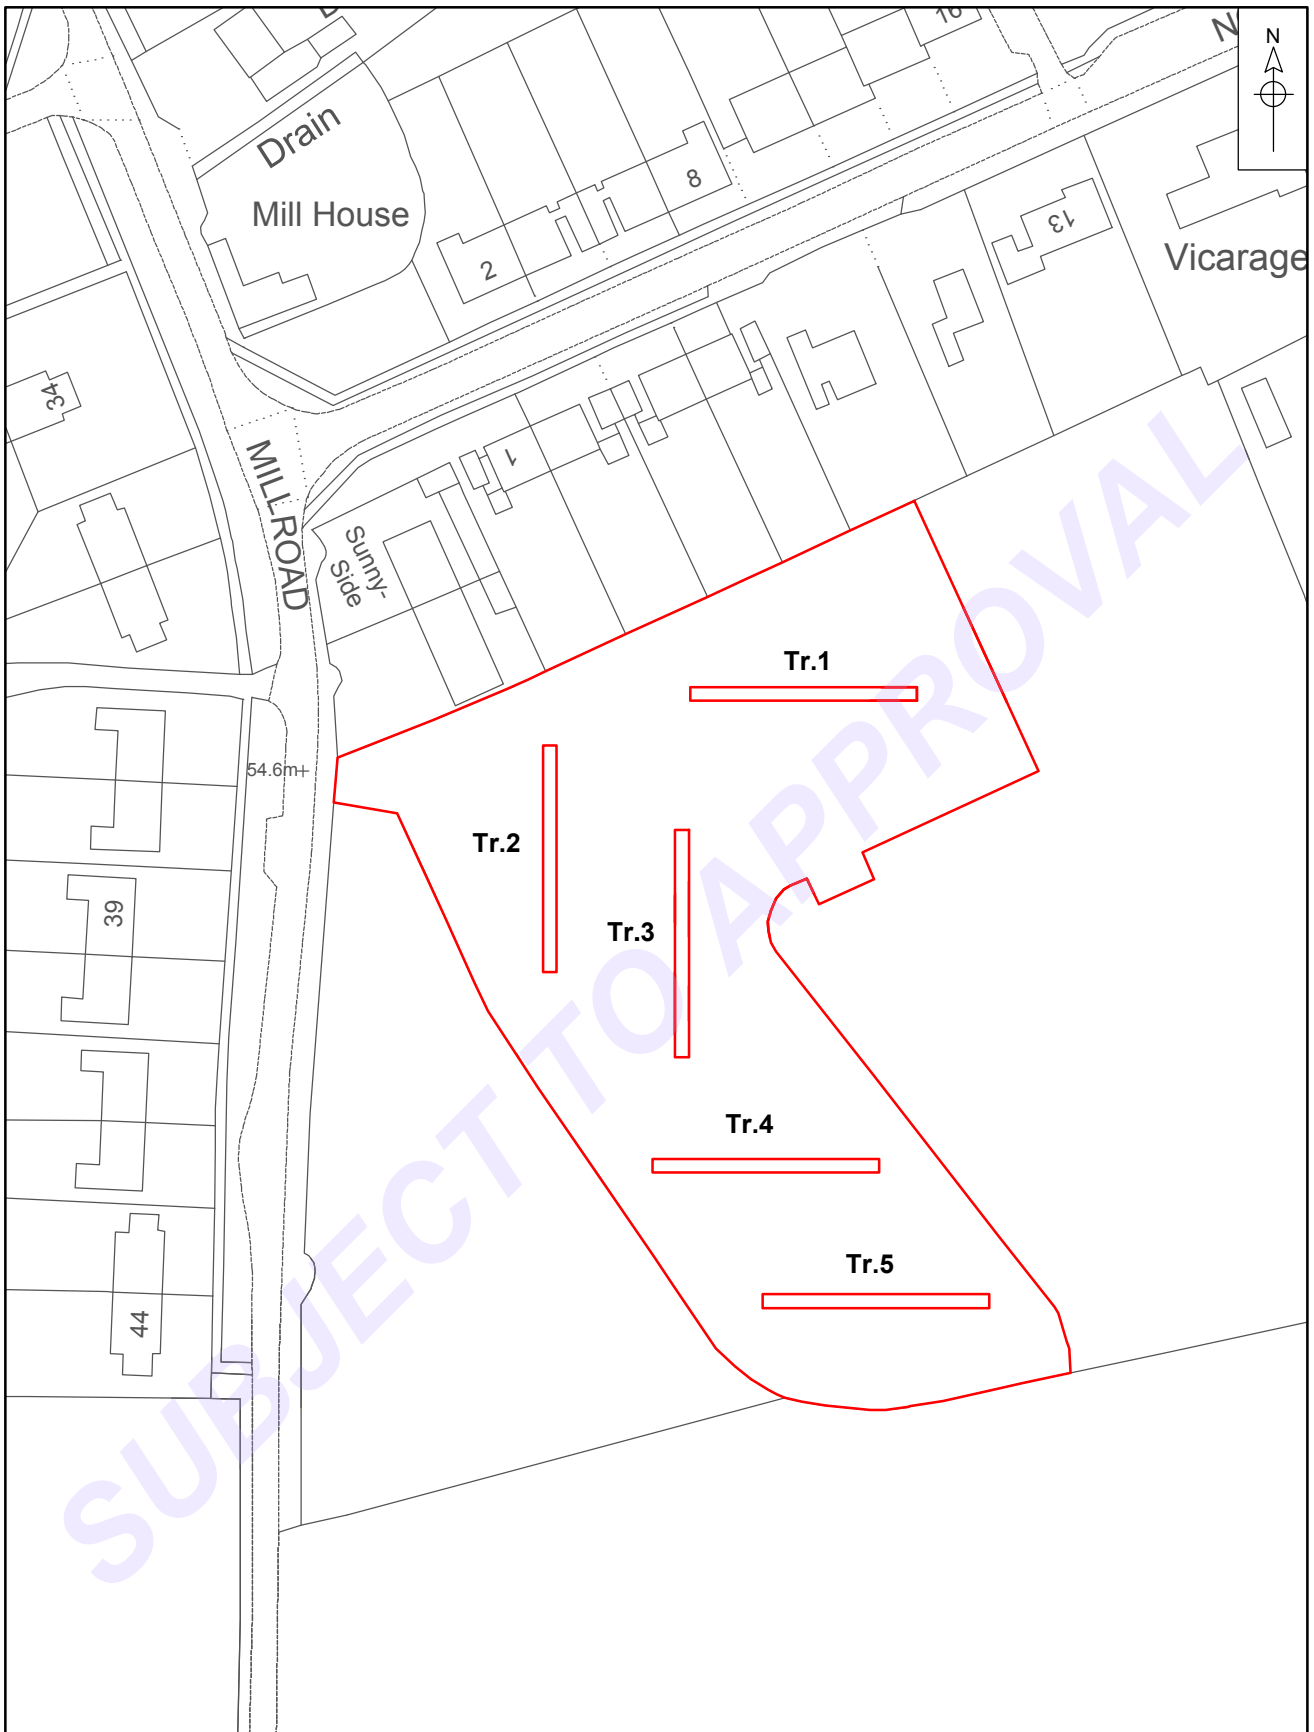 16
N
Drain
Mill House
8
2
13
Vicarage
34
MILL ROAD
1
Sunny-
Side
Tr.1
54.6m+
Tr.2
39
Tr.3
Tr.4
Tr.5
44
SUBJECT TO APPROVAL